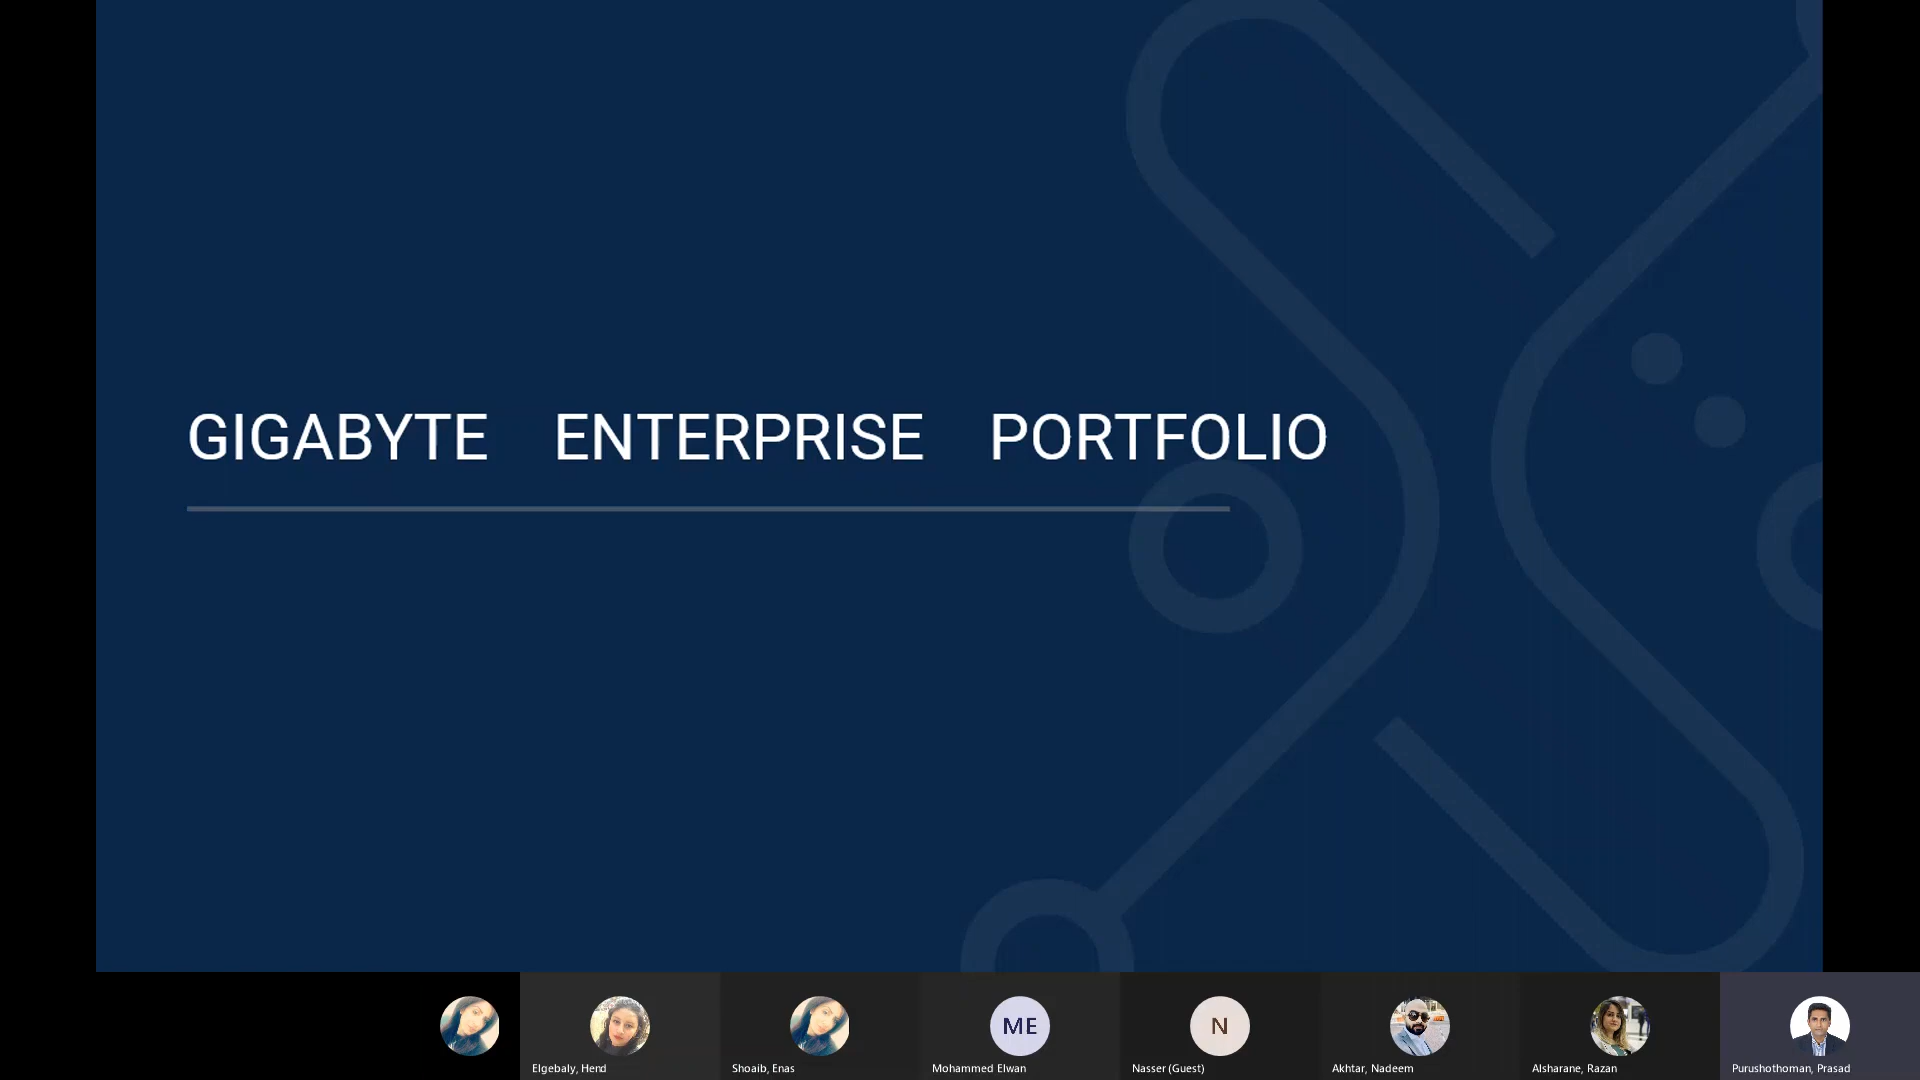 GIGABYTE ENTERPRISE PORTFOLIO
ME
N
Elgebaly, Hend
Shoaib, Enas
Mohammed Elwan
Nasser (Guest)
Akhtar, Nadeem
Alsharane, Razan
Purushothoman, Prasad